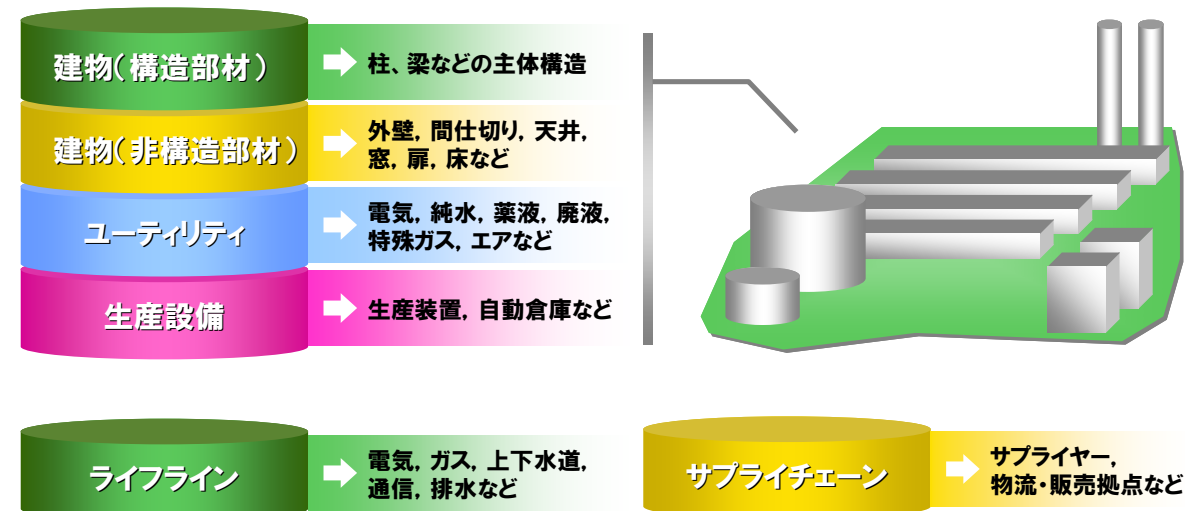 建物(構造部材)
柱、梁などの主体構造
建物(非構造部材)
外壁, 間仕切り, 天井,
窓, 扉, 床など
ユーティリティ
電気, 純水, 薬液, 廃液,
特殊ガス, エアなど
生産設備
生産装置, 自動倉庫など
ライフライン
電気, ガス, 上下水道,
通信, 排水など
サプライチェーン
サプライヤー,
物流・販売拠点など